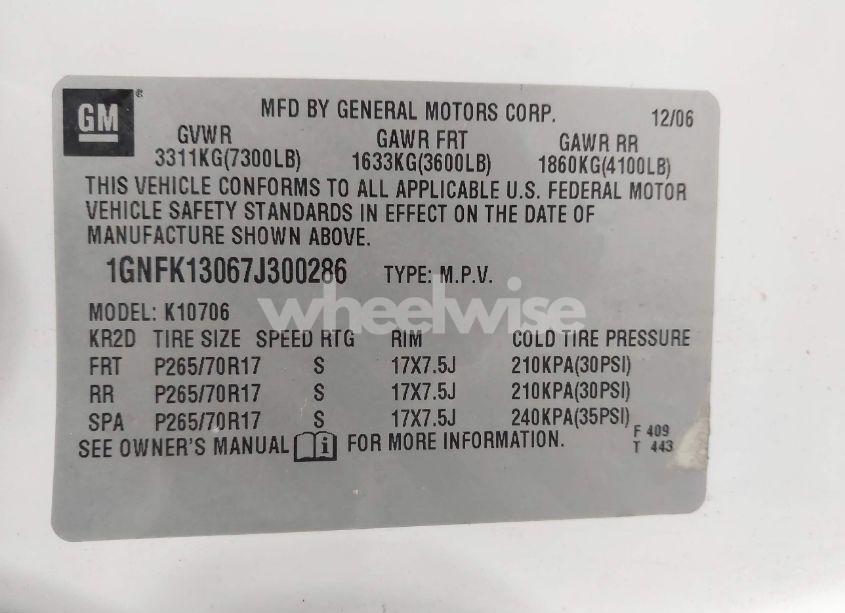 GM®
MFD BY GENERAL MOTORS CORP. 12/06
GVWR GAWR FRT GAWR RR
3311KG(7300LB) 1633KG(3600LB) 1860KG(4100LB)
THIS VEHICLE CONFORMS TO ALL APPLICABLE U.S. FEDERAL MOTOR
VEHICLE SAFETY STANDARDS IN EFFECT ON THE DATE OF
MANUFACTURE SHOWN ABOVE.
1GNFK13067J300286 TYPE: M.P.V.
wheelwise
MODEL: K10706
KR2D TIRE SIZE SPEED RTG RIM COLD TIRE PRESSURE
FRT P265/70R17 S 17X7.5J 210KPA(30PSI)
RR P265/70R17 S 17X7.5J 210KPA(30PSI)
SPA P265/70R17 S 17X7.5J 240KPA(35PSI)
SEE OWNER'S MANUAL i FOR MORE INFORMATION.
F 409
T 443